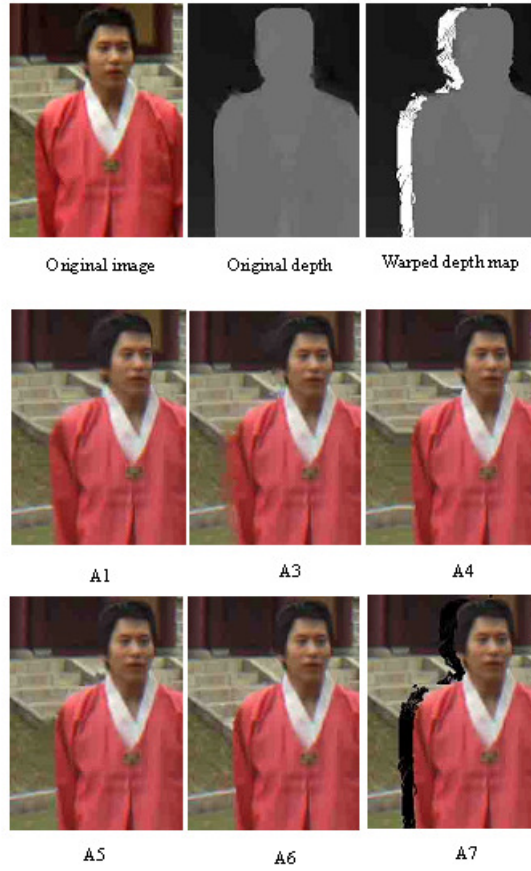 Original image
Original depth
Warped depth map
A1
A3
A4
A5
A6
A7